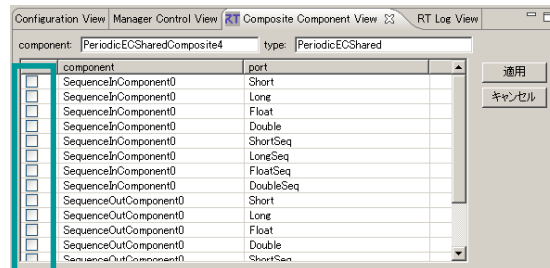 Configuration View Manager Control View RT Composite Component View RT Log View
component: PeriodicECSharedComposite4 type: PeriodicECShared
component port
適用
SequenceInComponent0 Short
キャンセル
SequenceInComponent0 Long
SequenceInComponent0 Float
SequenceInComponent0 Double
SequenceInComponent0 ShortSeq
SequenceInComponent0 LongSeq
SequenceInComponent0 FloatSeq
SequenceInComponent0 DoubleSeq
SequenceOutComponent0 Short
SequenceOutComponent0 Long
SequenceOutComponent0 Float
SequenceOutComponent0 Double
SequenceOutComponent0 ShortSeq